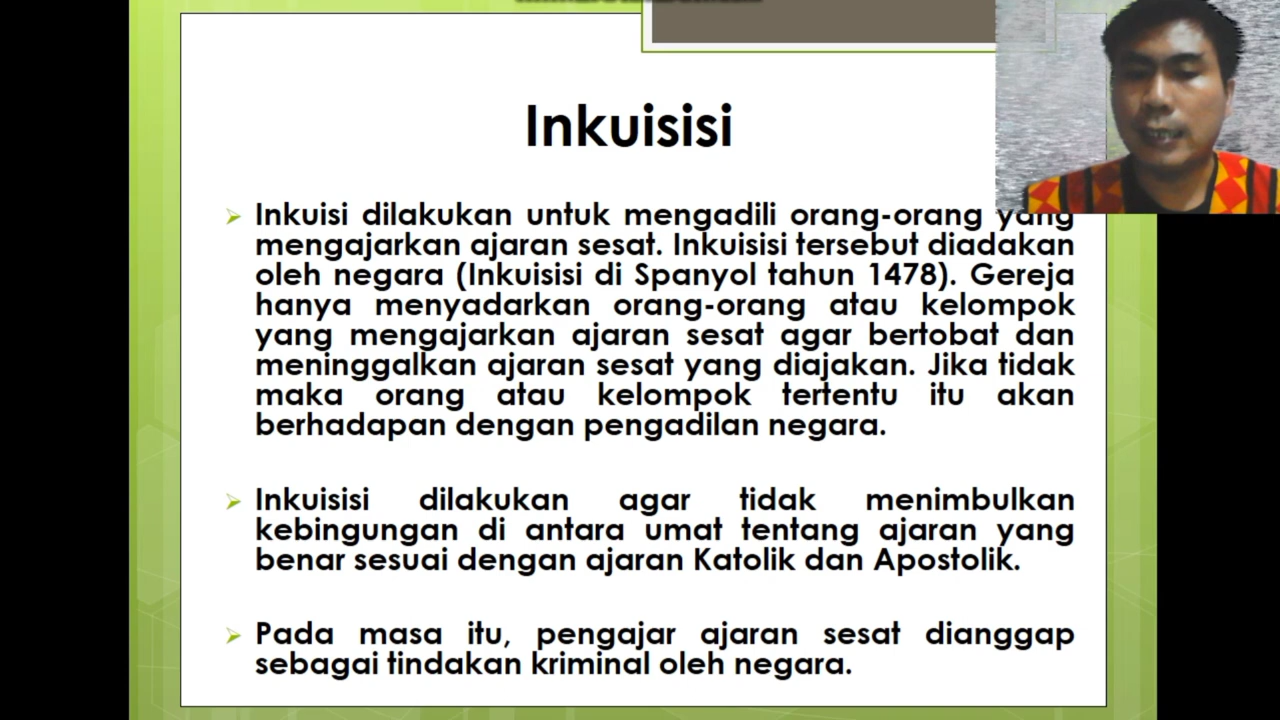 Inkuisisi
Inkuisi dilakukan untuk mengadili orang-orang yang
mengajarkan ajaran sesat. Inkuisisi tersebut diadakan
oleh negara (Inkuisisi di Spanyol tahun 1478). Gereja
hanya menyadarkan orang-orang atau kelompok
yang mengajarkan ajaran sesat agar bertobat dan
meninggalkan ajaran sesat yang diajakan. Jika tidak
maka orang atau kelompok tertentu itu akan
berhadapan dengan pengadilan negara.
Inkuisisi dilakukan agar tidak menimbulkan
kebingungan di antara umat tentang ajaran yang
benar sesuai dengan ajaran Katolik dan Apostolik.
Pada masa itu, pengajar ajaran sesat dianggap
sebagai tindakan kriminal oleh negara.